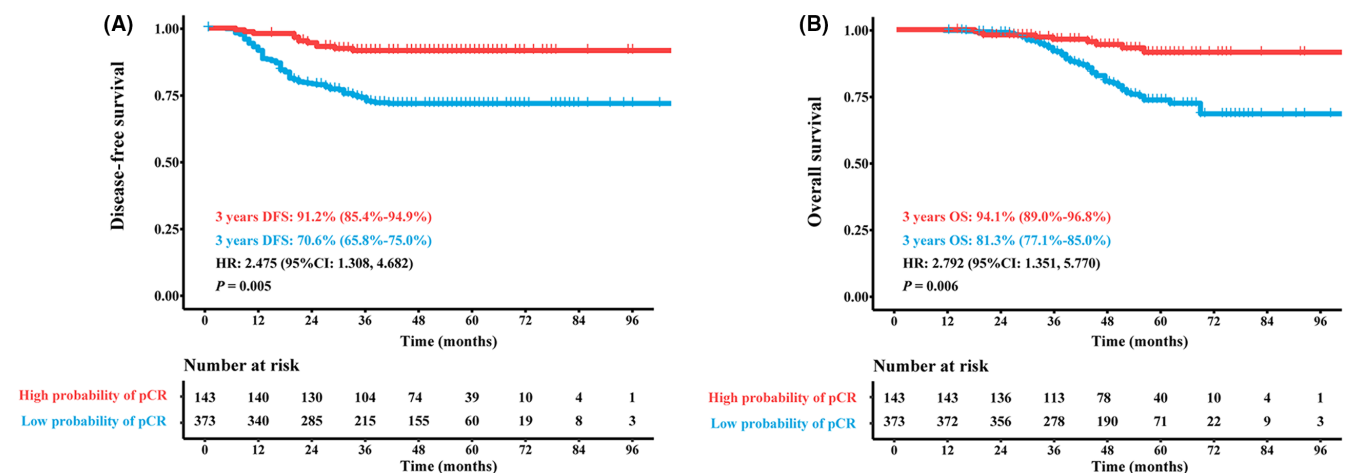 (A)
Disease-free survival
1.00
0.75
0.50
0.25
0.00
3 years DFS: 91.2% (85.4%-94.9%)
3 years DFS: 70.6% (65.8%-75.0%)
HR: 2.475 (95%CI: 1.308, 4.682)
P = 0.005
0 12 24 36 48 60 72 84 96
Time (months)
Number at risk
High probability of pCR 143 140 130 104 74 39 10 4 1
Low probability of pCR 373 340 285 215 155 60 19 8 3
0 12 24 36 48 60 72 84 96
Time (months)
(B)
Overall survival
1.00
0.75
0.50
0.25
0.00
3 years OS: 94.1% (89.0%-96.8%)
3 years OS: 81.3% (77.1%-85.0%)
HR: 2.792 (95%CI: 1.351, 5.770)
P = 0.006
0 12 24 36 48 60 72 84 96
Time (months)
Number at risk
High probability of pCR 143 143 136 113 78 40 10 4 1
Low probability of pCR 373 372 356 278 190 71 22 9 3
0 12 24 36 48 60 72 84 96
Time (months)